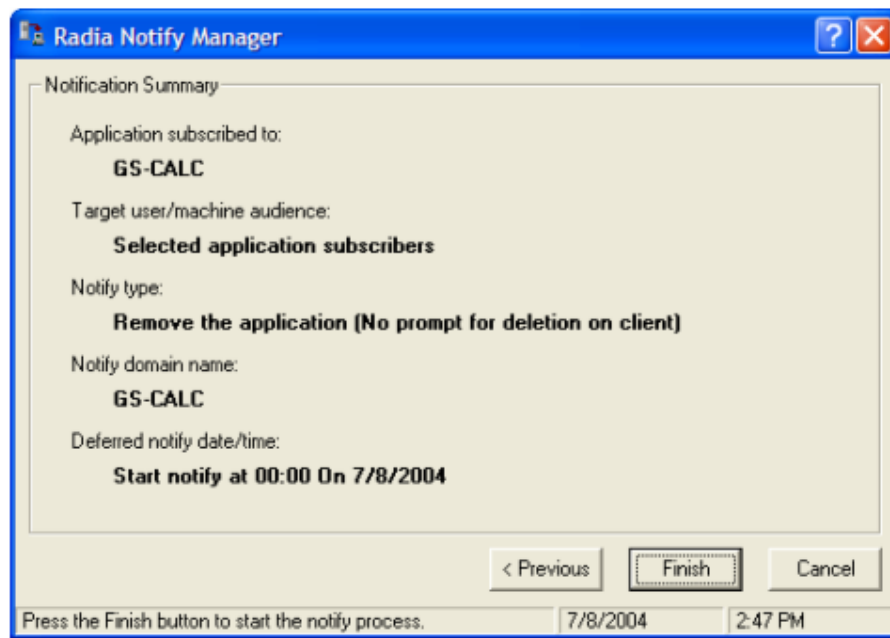 Radia Notify Manager
Notification Summary
Application subscribed to:
GS-CALC
Target user/machine audience:
Selected application subscribers
Notify type:
Remove the application (No prompt for deletion on client)
Notify domain name:
GS-CALC
Deferred notify date/time:
Start notify at 00:00 On 7/8/2004
< Previous
Finish
Cancel
Press the Finish button to start the notify process.
7/8/2004
2:47 PM